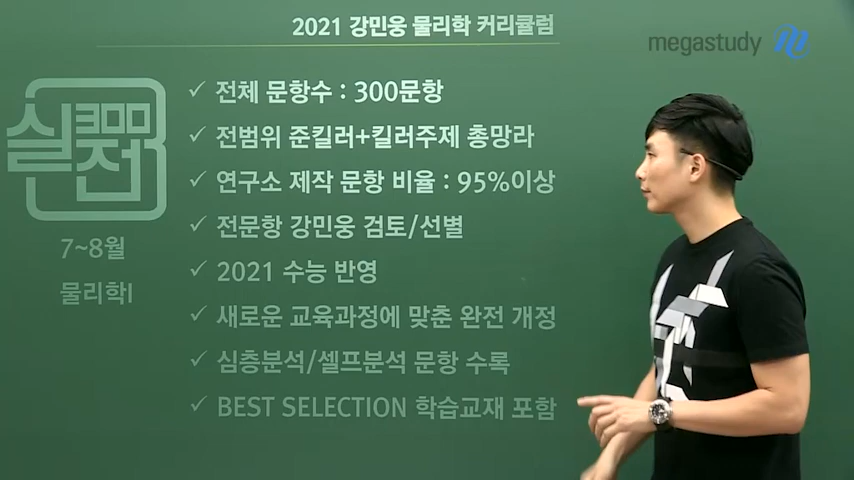 2021 강민웅 물리학 커리큘럼
megastudy
실전 300
7~8월
물리학I
✓ 전체 문항수 : 300문항
✓ 전범위 준킬러+킬러주제 총망라
✓ 연구소 제작 문항 비율 : 95%이상
✓ 전문항 강민웅 검토/선별
✓ 2021 수능 반영
✓ 새로운 교육과정에 맞춘 완전 개정
✓ 심층분석/셀프분석 문항 수록
✓ BEST SELECTION 학습교재 포함